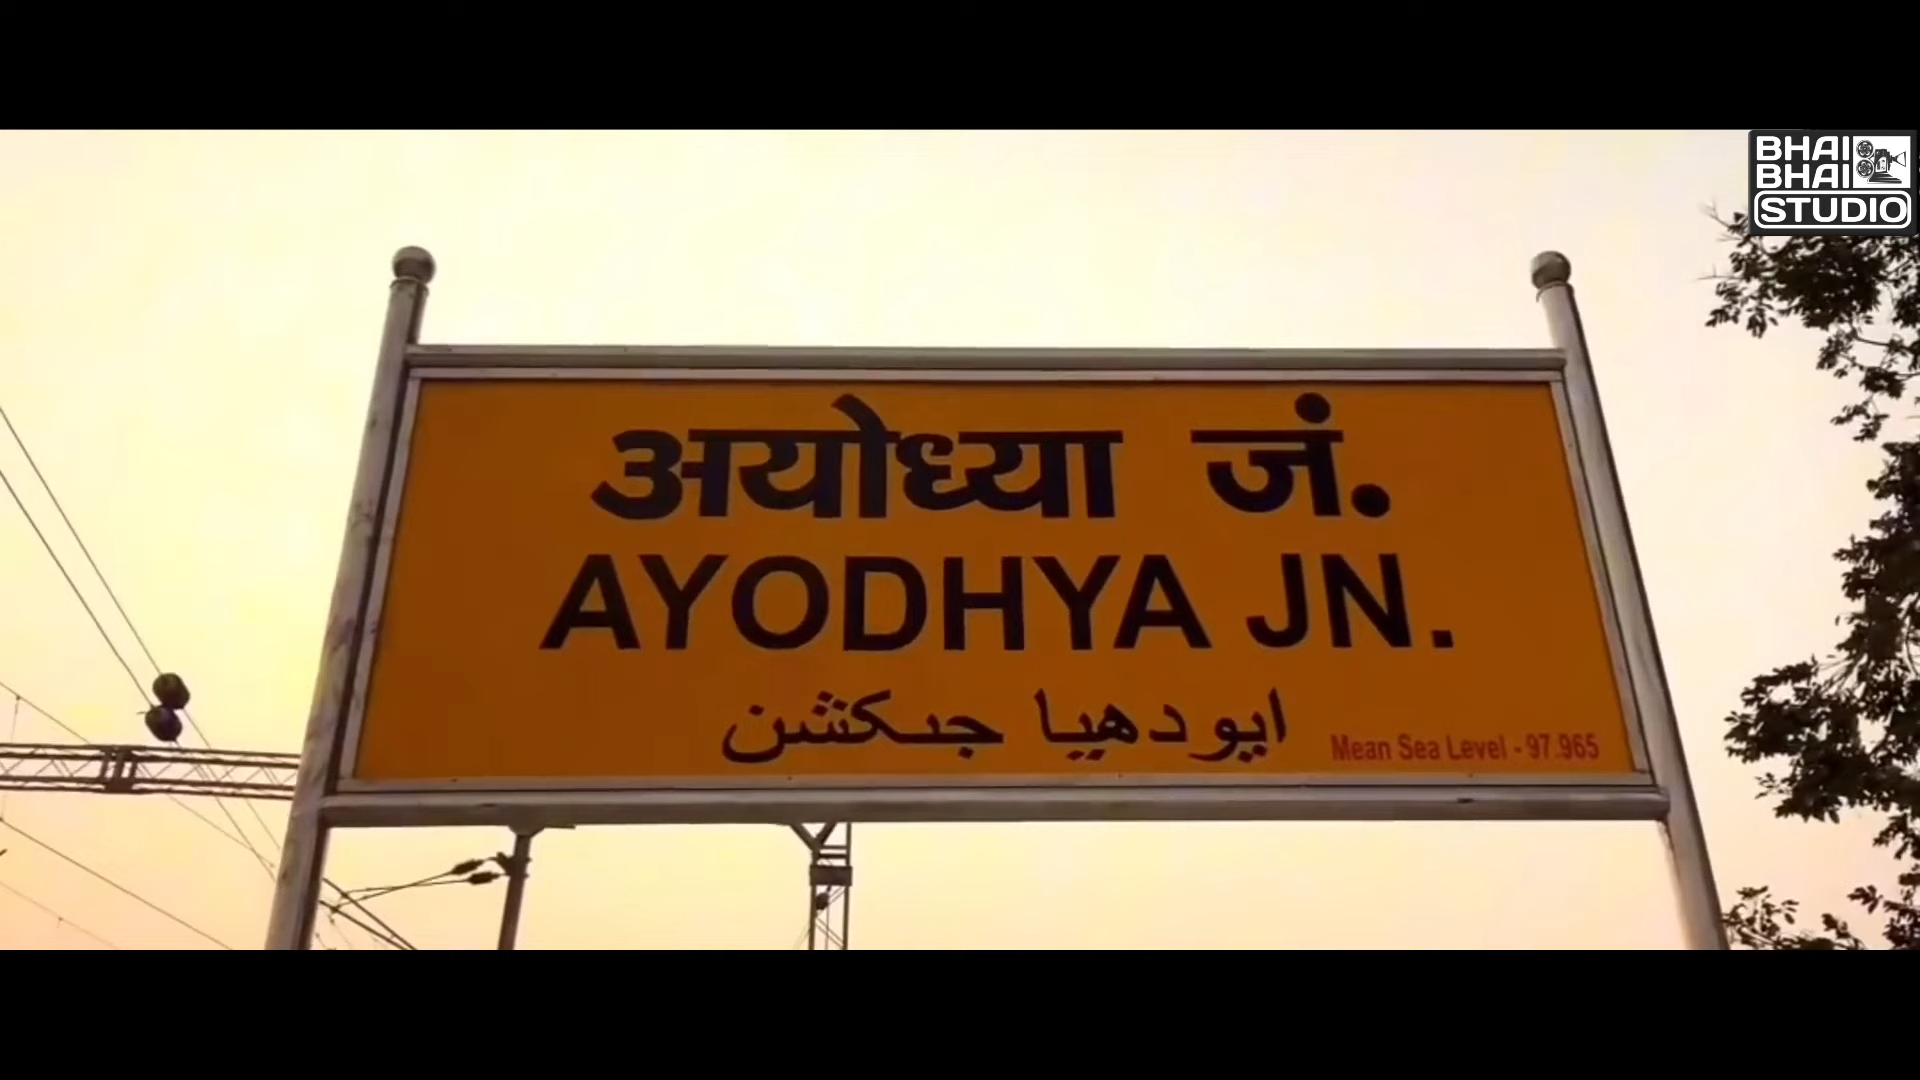 BHAI
BHAI
STUDIO
अयोध्या जं.
AYODHYA JN.
ایودھیا جنکشن
Mean Sea Level - 97.965